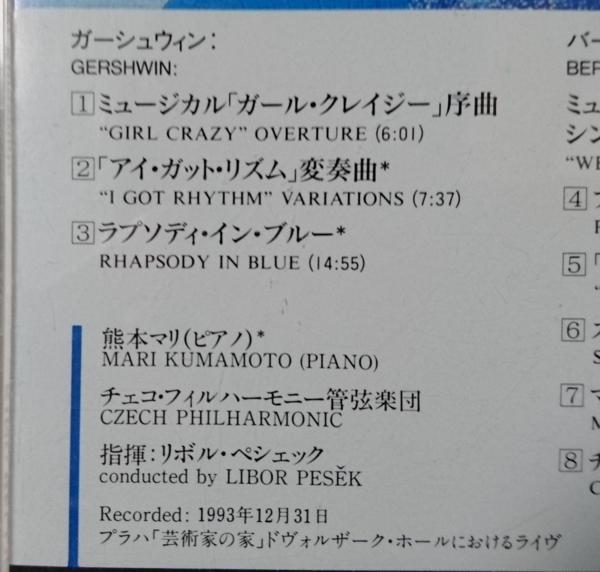 ガーシュウィン:
GERSHWIN:
1 ミュージカル「ガール・クレイジー」序曲
“GIRL CRAZY” OVERTURE (6:01)
2 「アイ・ガット・リズム」変奏曲*
“I GOT RHYTHM” VARIATIONS (7:37)
3 ラプソディ・イン・ブルー*
RHAPSODY IN BLUE (14:55)
熊本マリ(ピアノ)*
MARI KUMAMOTO (PIANO)
チェコ・フィルハーモニー管弦楽団
CZECH PHILHARMONIC
指揮:リボル・ペシェック
conducted by LIBOR PESĚK
Recorded: 1993年12月31日
プラハ「芸術家の家」ドヴォルザーク・ホールにおけるライヴ
バー
BER
ミュ
シン
“WE
4
5 「
6
7
8